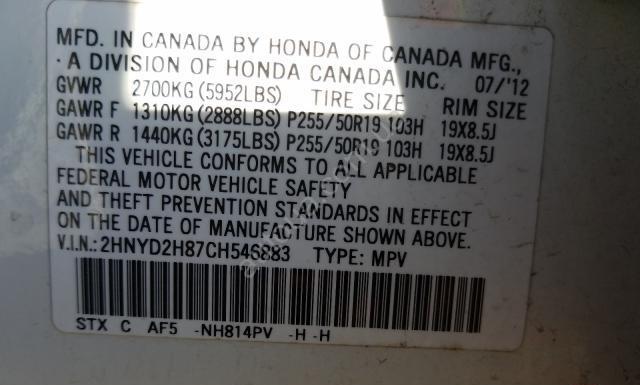 MFD. IN CANADA BY HONDA OF CANADA MFG.,
· A DIVISION OF HONDA CANADA INC. 07/'12
GVWR 2700KG (5952LBS) TIRE SIZE RIM SIZE
GAWR F 1310KG (2888LBS) P255/50R19 103H 19X8.5J
GAWR R 1440KG (3175LBS) P255/50R19 103H 19X8.5J
THIS VEHICLE CONFORMS TO ALL APPLICABLE
FEDERAL MOTOR VEHICLE SAFETY
AND THEFT PREVENTION STANDARDS IN EFFECT
ON THE DATE OF MANUFACTURE SHOWN ABOVE.
V.I.N.: 2HNYD2H87CH546883 TYPE: MPV
STX C AF5 -NH814PV -H -H